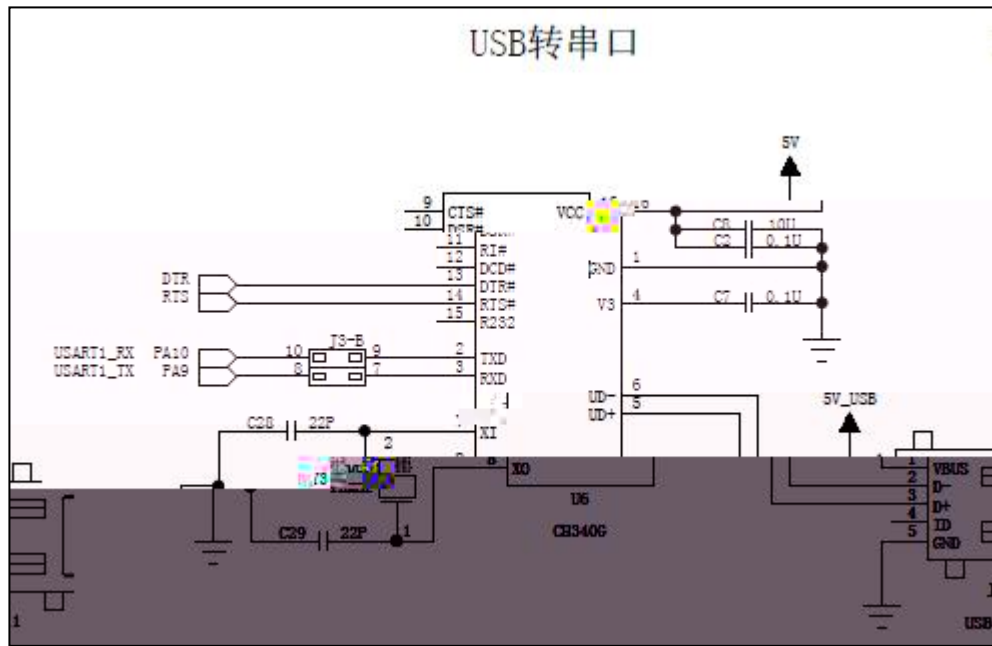 USB转串口
5V
9 CTS#
VCC
10
C2 0.1U
11
12 RI#
13 DCD#
DTR
DTR#
GND 1
RTS
14 RTS#
15 R232
V3 4 C7 0.1U
J3-B
USART1_RX PA10 10 9 2 TXD
USART1_TX PA9 8 7 3 RXD
UD- 6
UD+ 5
5V_USB
C28 22P
2
XI
8 XO
1 VBUS
2 D-
3 D+
4 ID
5 GND
U6
CH340G
C29 22P 1
1
USB